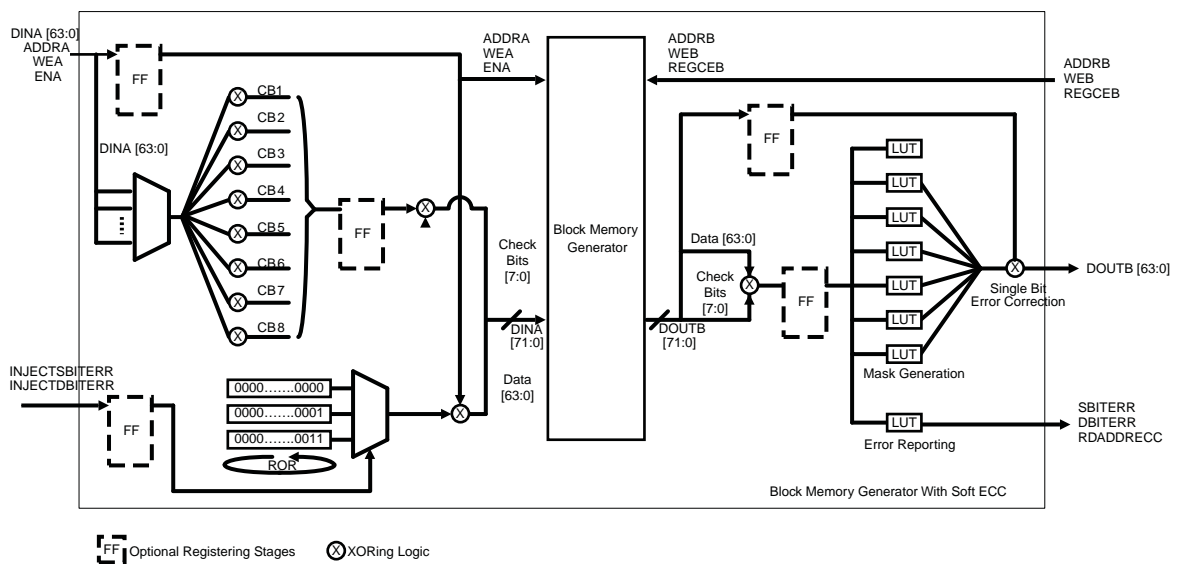 DINA [63:0]
ADDRA
WEA
ENA
FF
DINA [63:0]
CB1
CB2
CB3
CB4
CB5
CB6
CB7
CB8
X
X
X
X
X
X
X
X
FF
X
ADDRA
WEA
ENA
Check
Bits
[7:0]
DINA
[71:0]
Data
[63:0]
INJECTSBITERR
INJECTDBITERR
FF
0000.......0000
0000.......0001
0000.......0011
ROR
X
Block Memory
Generator
ADDRB
WEB
REGCEB
ADDRB
WEB
REGCEB
FF
Data [63:0]
Check
Bits
[7:0]
X
DOUTB
[71:0]
FF
LUT
LUT
LUT
LUT
LUT
LUT
LUT
Mask Generation
LUT
Error Reporting
X
Single Bit
Error Correction
DOUTB [63:0]
SBITERR
DBITERR
RDADDRECC
Block Memory Generator With Soft ECC
FF Optional Registering Stages
X XORing Logic